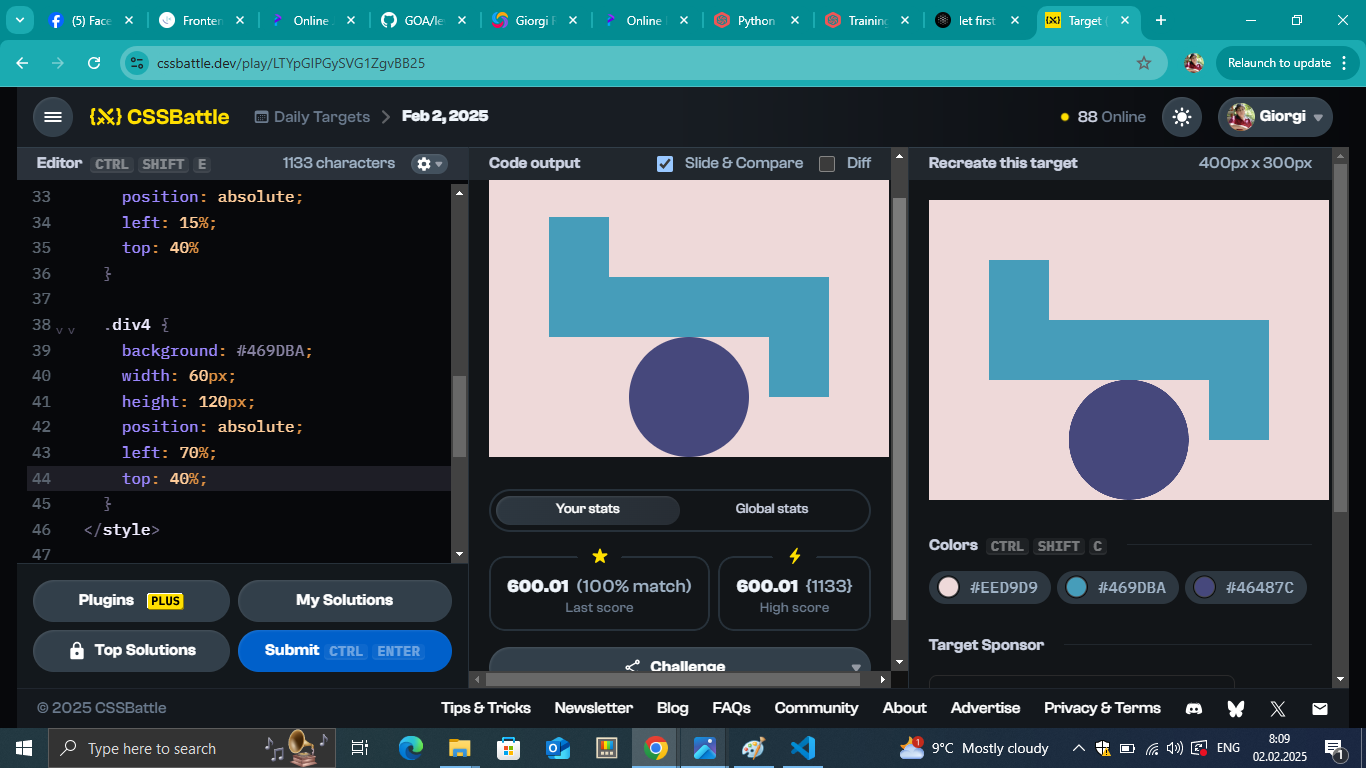 (5) Face
Fronten
Online J
GOA/le
Giorgi F
Online
Python
Training
let first
Target (
cssbattle.dev/play/LTYpGIPGySVG1ZgvBB25
Relaunch to update
{X} CSSBattle
Daily Targets > Feb 2, 2025
88 Online
Giorgi
Editor CTRL SHIFT E
1133 characters
Code output
Slide & Compare
Diff
Recreate this target
400px x 300px
33 position: absolute;
34 left: 15%;
35 top: 40%
36 }
37
38 .div4 {
39 background: #469DBA;
40 width: 60px;
41 height: 120px;
42 position: absolute;
43 left: 70%;
44 top: 40%;
45 }
46 </style>
47
Your stats
Global stats
600.01 (100% match)
Last score
600.01 {1133}
High score
Challenge
Colors CTRL SHIFT C
#EED9D9
#469DBA
#46487C
Target Sponsor
Plugins PLUS
My Solutions
Top Solutions
Submit CTRL ENTER
© 2025 CSSBattle
Tips & Tricks
Newsletter
Blog
FAQs
Community
About
Advertise
Privacy & Terms
Type here to search
9°C Mostly cloudy
ENG
8:09
02.02.2025
1